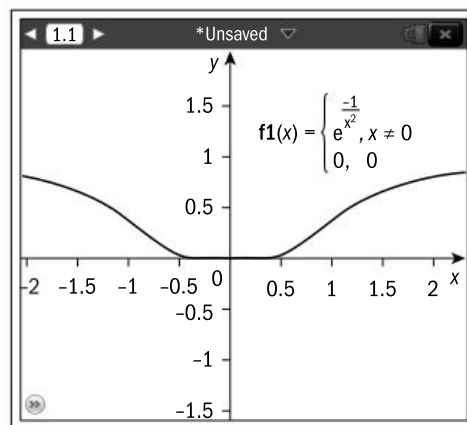 1.1 *Unsaved
y
1.5
f1(x) = { e^(-1/x²), x ≠ 0
0, 0
1
0.5
-2 -1.5 -1 -0.5 0 0.5 1 1.5 2 x
-0.5
-1
-1.5